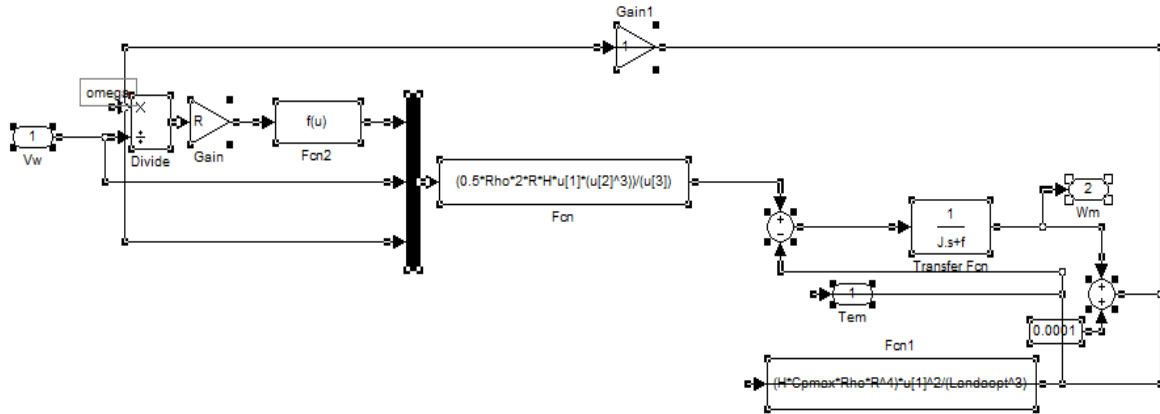 Gain1
1
omega
×
÷
1
Vw
Divide
R
Gain
f(u)
Fcn2
(0.5*Rho*2*R*H*u[1]*(u[2]^3))/(u[3])
Fcn
+
−
1
J.s+f
Transfer Fcn
2
Wm
1
Tem
+
+
0.0001
Fcn1
(H*Cpmax*Rho*R^4)*u[1]^2/(Landaopt^3)